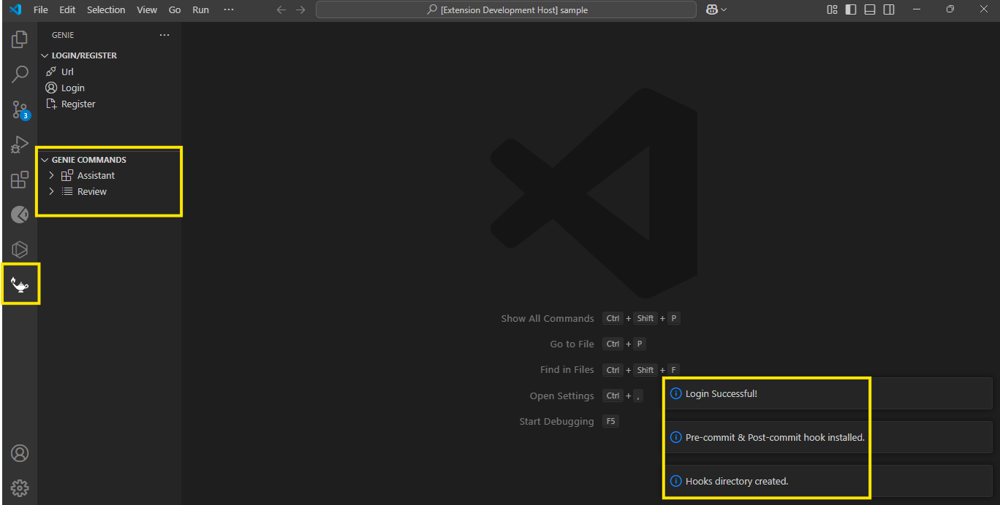 File Edit Selection View Go Run ···
[Extension Development Host] sample
GENIE
LOGIN/REGISTER
Url
Login
Register
3
GENIE COMMANDS
Assistant
Review
Show All Commands Ctrl + Shift + P
Go to File Ctrl + P
Find in Files Ctrl + Shift + F
Open Settings Ctrl + ,
Start Debugging F5
Login Successful!
Pre-commit & Post-commit hook installed.
Hooks directory created.